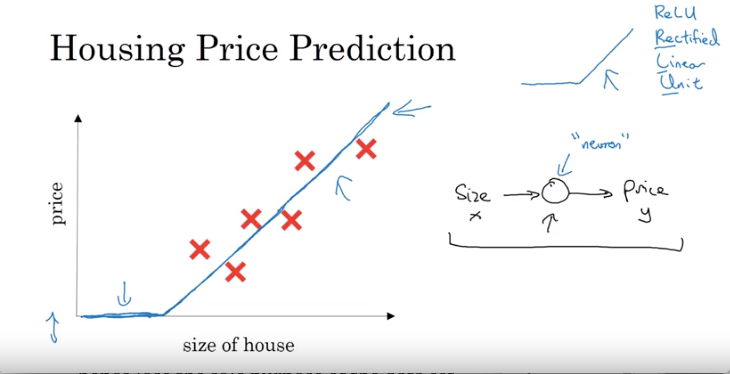 Housing Price Prediction
ReLU
Rectified
Linear
Unit
"neuron"
Size
x
Price
y
price
size of house